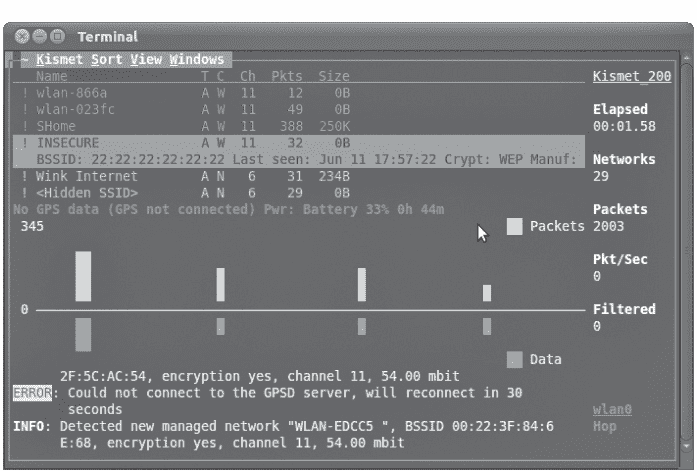 Terminal
~ Kismet Sort View Windows
Name T C Ch Pkts Size
Kismet_200
! wlan-866a A W 11 12 0B
! wlan-023fc A W 11 49 0B
Elapsed
! SHome A W 11 388 250K
00:01.58
! INSECURE A W 11 32 0B
BSSID: 22:22:22:22:22:22 Last seen: Jun 11 17:57:22 Crypt: WEP Manuf:
Networks
! Wink Internet A N 6 31 234B
29
! <Hidden SSID> A N 6 29 0B
No GPS data (GPS not connected) Pwr: Battery 33% 0h 44m
Packets
345
Packets
2003
Pkt/Sec
0
0
Filtered
0
Data
2F:5C:AC:54, encryption yes, channel 11, 54.00 mbit
ERROR: Could not connect to the GPSD server, will reconnect in 30
seconds
wlan0
INFO: Detected new managed network "WLAN-EDCC5 ", BSSID 00:22:3F:84:6
Hop
E:68, encryption yes, channel 11, 54.00 mbit